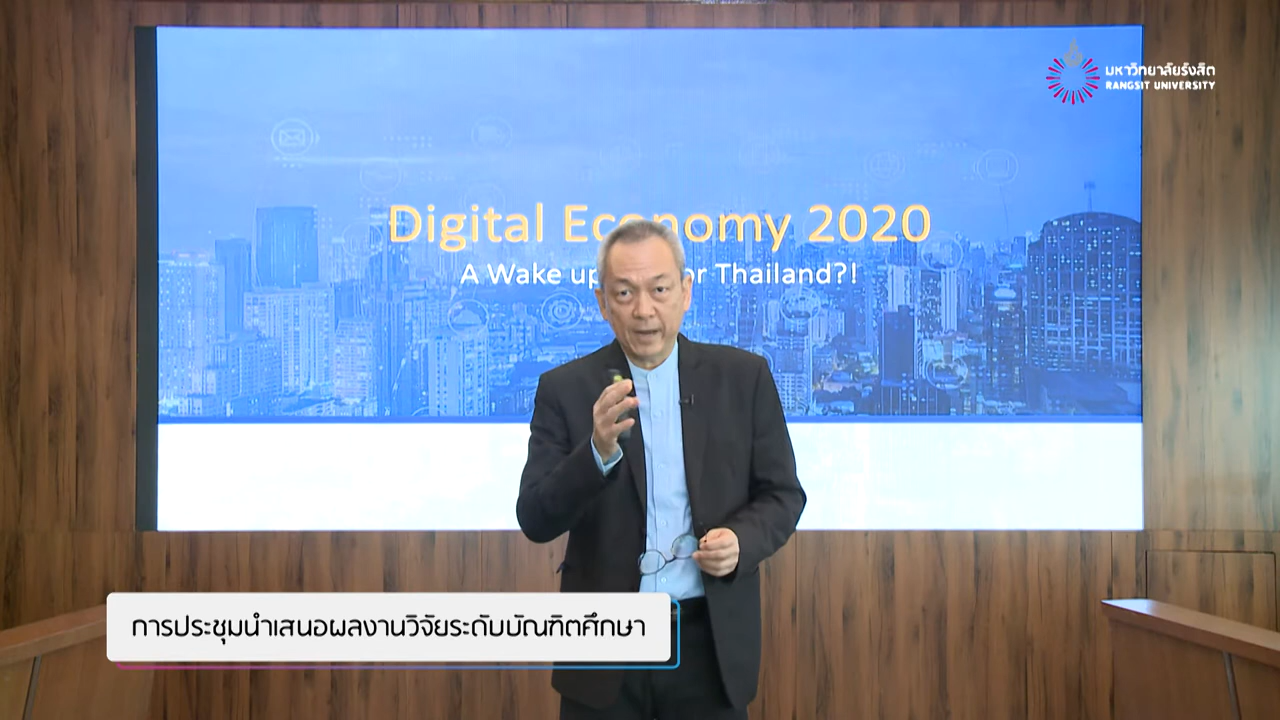 มหาวิทยาลัยรังสิต
RANGSIT UNIVERSITY
Digital Economy 2020
A Wake up or Thailand?!
การประชุมนำเสนอผลงานวิจัยระดับบัณฑิตศึกษา